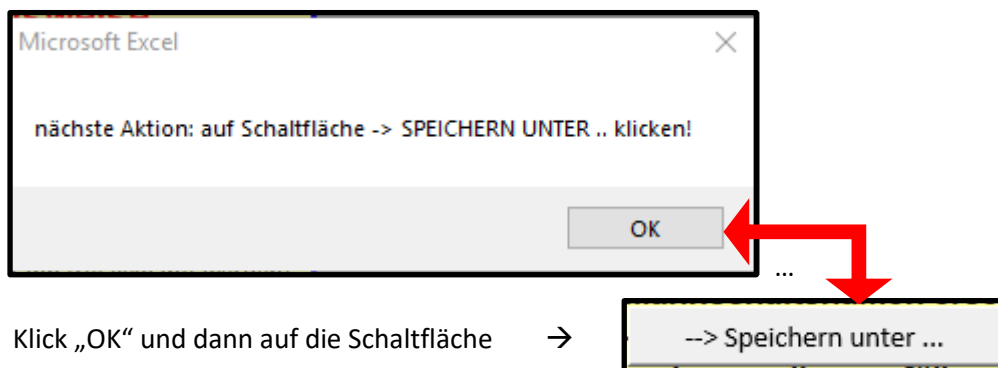 Microsoft Excel
nächste Aktion: auf Schaltfläche -> SPEICHERN UNTER .. klicken!
OK
...
Klick „OK“ und dann auf die Schaltfläche → --> Speichern unter ...